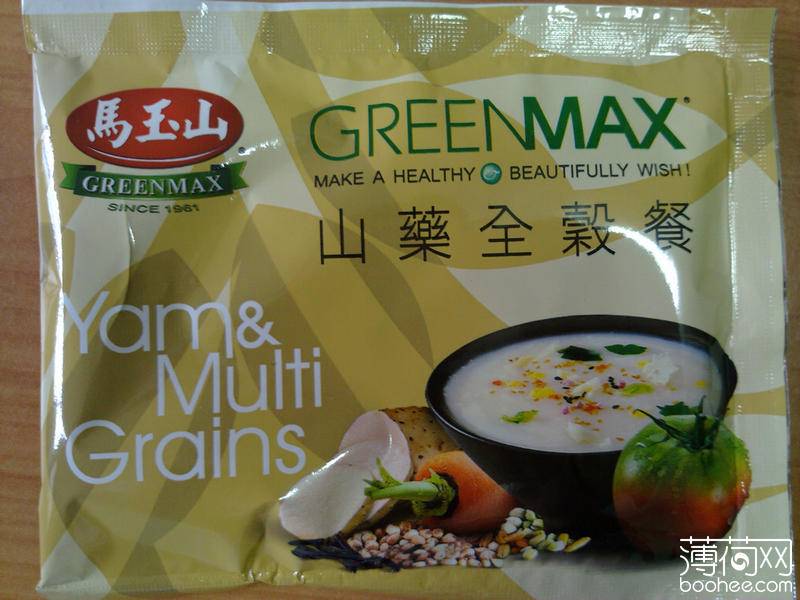 馬玉山
GREENMAX
SINCE 1961
GREENMAX®
MAKE A HEALTHY BEAUTIFULLY WISH!
山藥全穀餐
Yam&
Multi
Grains
薄荷网
boohee.com